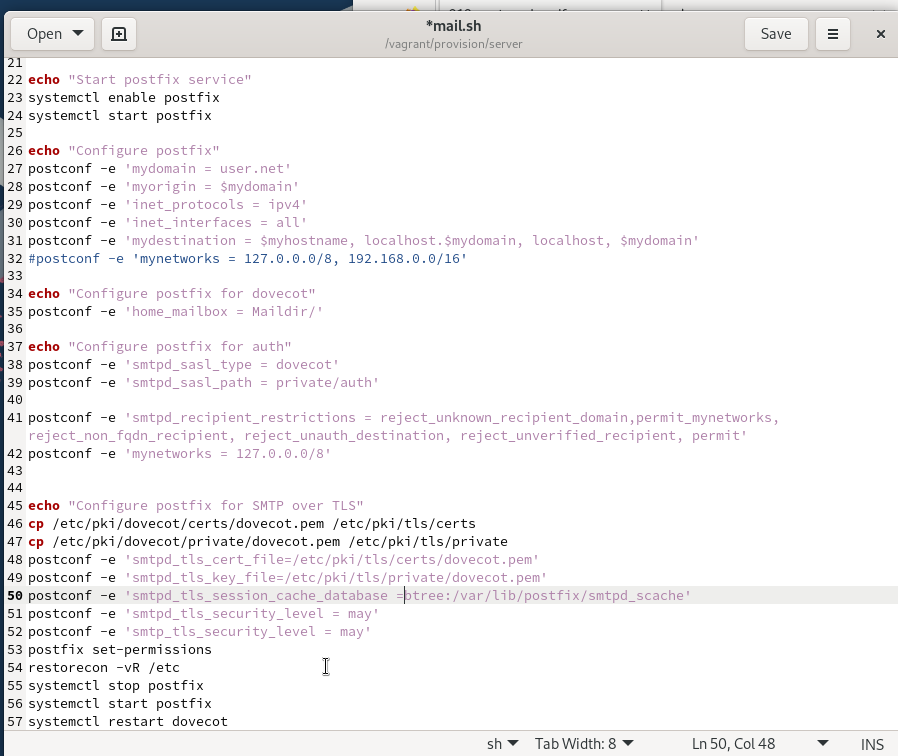 Open
*mail.sh
/vagrant/provision/server
Save
21
22 echo "Start postfix service"
23 systemctl enable postfix
24 systemctl start postfix
25
26 echo "Configure postfix"
27 postconf -e 'mydomain = user.net'
28 postconf -e 'myorigin = $mydomain'
29 postconf -e 'inet_protocols = ipv4'
30 postconf -e 'inet_interfaces = all'
31 postconf -e 'mydestination = $myhostname, localhost.$mydomain, localhost, $mydomain'
32 #postconf -e 'mynetworks = 127.0.0.0/8, 192.168.0.0/16'
33
34 echo "Configure postfix for dovecot"
35 postconf -e 'home_mailbox = Maildir/'
36
37 echo "Configure postfix for auth"
38 postconf -e 'smtpd_sasl_type = dovecot'
39 postconf -e 'smtpd_sasl_path = private/auth'
40
41 postconf -e 'smtpd_recipient_restrictions = reject_unknown_recipient_domain,permit_mynetworks,
reject_non_fqdn_recipient, reject_unauth_destination, reject_unverified_recipient, permit'
42 postconf -e 'mynetworks = 127.0.0.0/8'
43
44
45 echo "Configure postfix for SMTP over TLS"
46 cp /etc/pki/dovecot/certs/dovecot.pem /etc/pki/tls/certs
47 cp /etc/pki/dovecot/private/dovecot.pem /etc/pki/tls/private
48 postconf -e 'smtpd_tls_cert_file=/etc/pki/tls/certs/dovecot.pem'
49 postconf -e 'smtpd_tls_key_file=/etc/pki/tls/private/dovecot.pem'
50 postconf -e 'smtpd_tls_session_cache_database =btree:/var/lib/postfix/smtpd_scache'
51 postconf -e 'smtpd_tls_security_level = may'
52 postconf -e 'smtp_tls_security_level = may'
53 postfix set-permissions
54 restorecon -vR /etc
55 systemctl stop postfix
56 systemctl start postfix
57 systemctl restart dovecot
sh Tab Width: 8 Ln 50, Col 48 INS